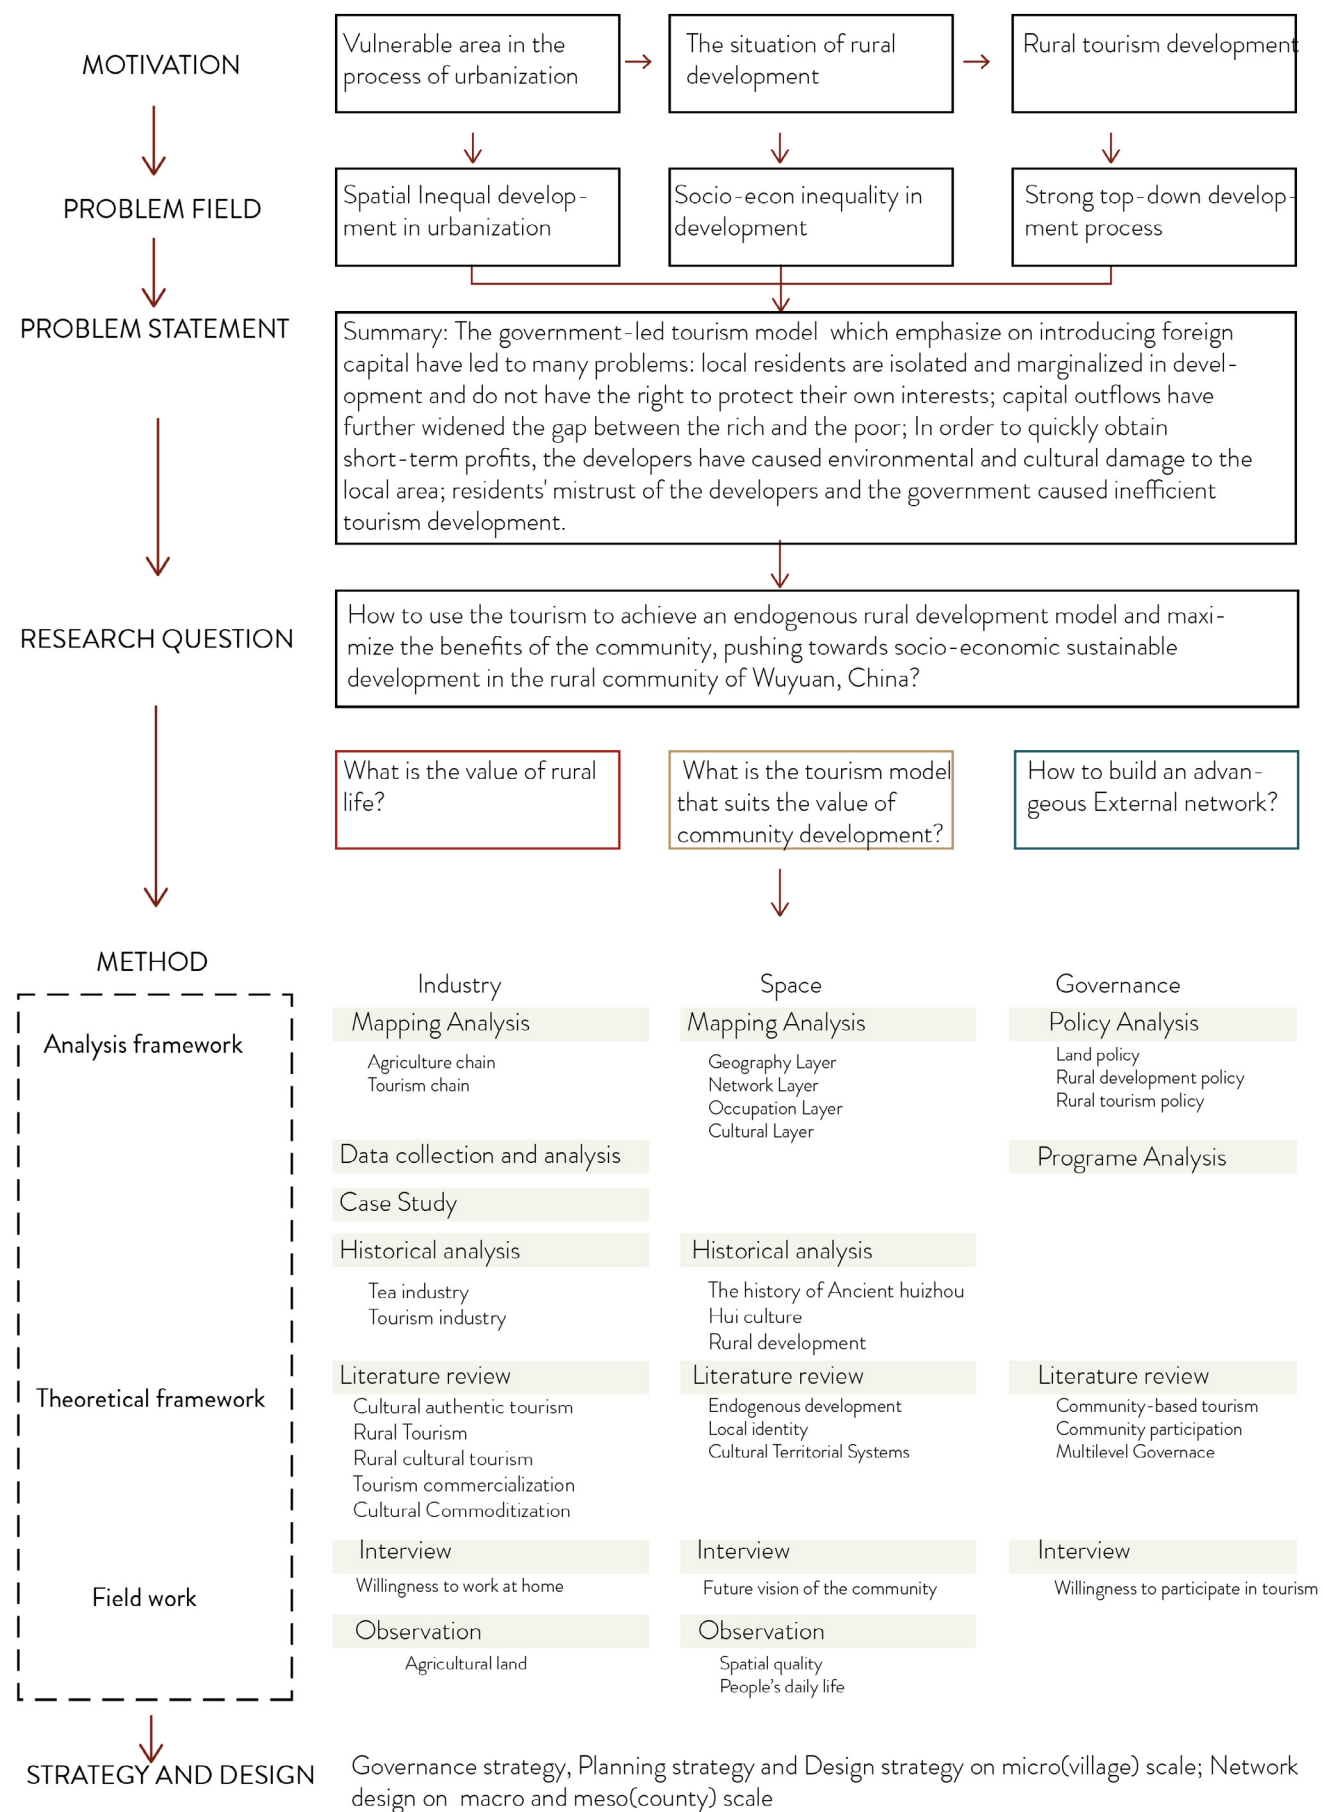 MOTIVATION
Vulnerable area in the
process of urbanization
The situation of rural
development
Rural tourism development
PROBLEM FIELD
Spatial Inequal develop-
ment in urbanization
Socio-econ inequality in
development
Strong top-down develop-
ment process
PROBLEM STATEMENT
Summary: The government-led tourism model which emphasize on introducing foreign
capital have led to many problems: local residents are isolated and marginalized in devel-
opment and do not have the right to protect their own interests; capital outflows have
further widened the gap between the rich and the poor; In order to quickly obtain
short-term profits, the developers have caused environmental and cultural damage to the
local area; residents' mistrust of the developers and the government caused inefficient
tourism development.
RESEARCH QUESTION
How to use the tourism to achieve an endogenous rural development model and maxi-
mize the benefits of the community, pushing towards socio-economic sustainable
development in the rural community of Wuyuan, China?
What is the value of rural
life?
What is the tourism model
that suits the value of
community development?
How to build an advan-
geous External network?
METHOD
Analysis framework
Theoretical framework
Field work
Industry
Mapping Analysis
Agriculture chain
Tourism chain
Data collection and analysis
Case Study
Historical analysis
Tea industry
Tourism industry
Literature review
Cultural authentic tourism
Rural Tourism
Rural cultural tourism
Tourism commercialization
Cultural Commoditization
Interview
Willingness to work at home
Observation
Agricultural land
Space
Mapping Analysis
Geography Layer
Network Layer
Occupation Layer
Cultural Layer
Historical analysis
The history of Ancient huizhou
Hui culture
Rural development
Literature review
Endogenous development
Local identity
Cultural Territorial Systems
Interview
Future vision of the community
Observation
Spatial quality
People's daily life
Governance
Policy Analysis
Land policy
Rural development policy
Rural tourism policy
Programe Analysis
Literature review
Community-based tourism
Community participation
Multilevel Governace
Interview
Willingness to participate in tourism
STRATEGY AND DESIGN
Governance strategy, Planning strategy and Design strategy on micro(village) scale; Network
design on macro and meso(county) scale